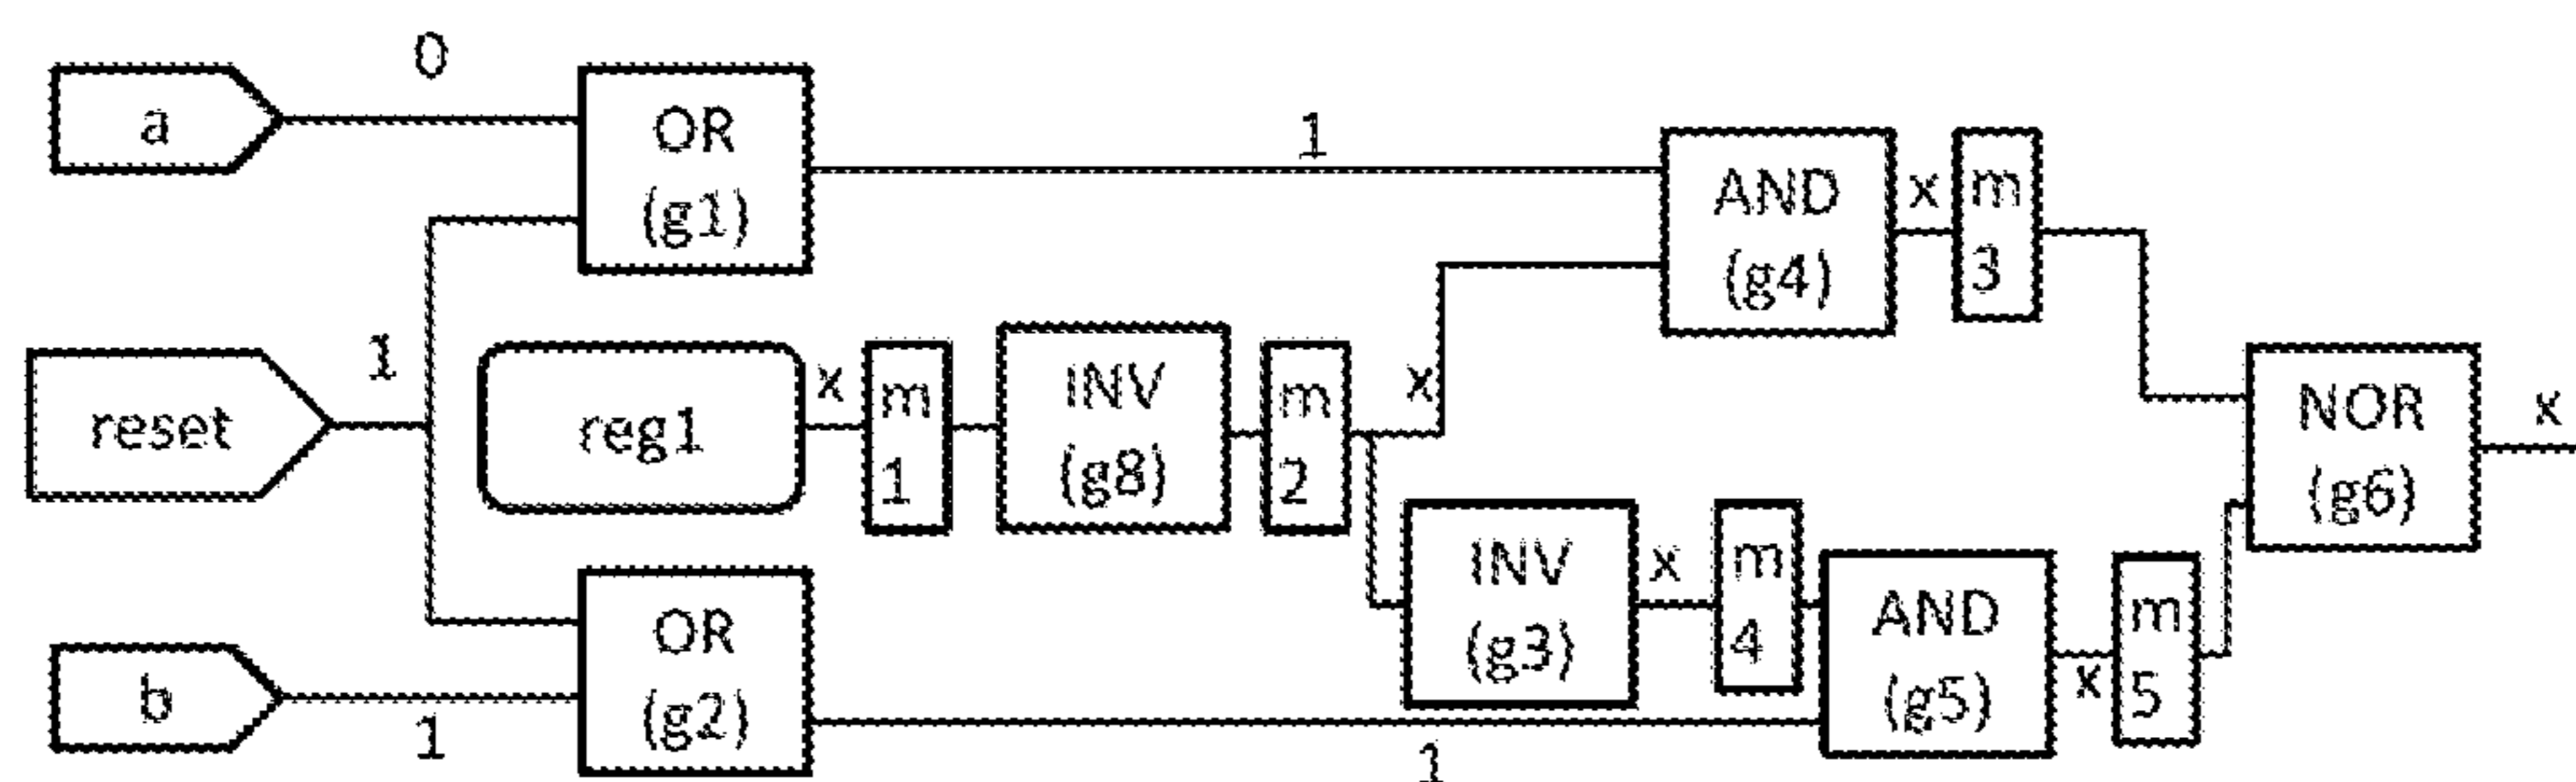 0
a
OR
(g1)
1
AND
(g4)
x
m
3
1
reset
reg1
x
m
1
INV
(g8)
m
2
x
NOR
(g6)
x
INV
(g3)
x
m
4
AND
(g5)
x
m
5
b
1
OR
(g2)
1